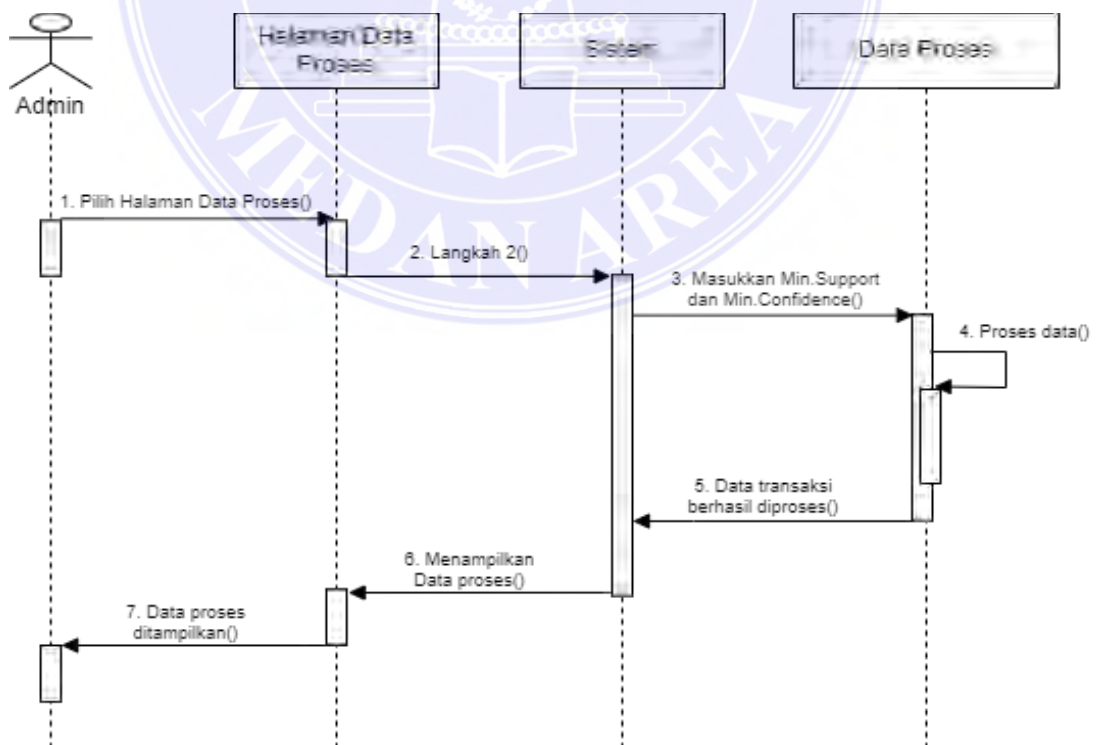 Halaman Data
Proses
Sistem
Data Proses
Admin
MEDAN AREA
1. Pilih Halaman Data Proses()
2. Langkah 2()
3. Masukkan Min.Support
dan Min.Confidence()
4. Proses data()
5. Data transaksi
berhasil diproses()
6. Menampilkan
Data proses()
7. Data proses
ditampilkan()